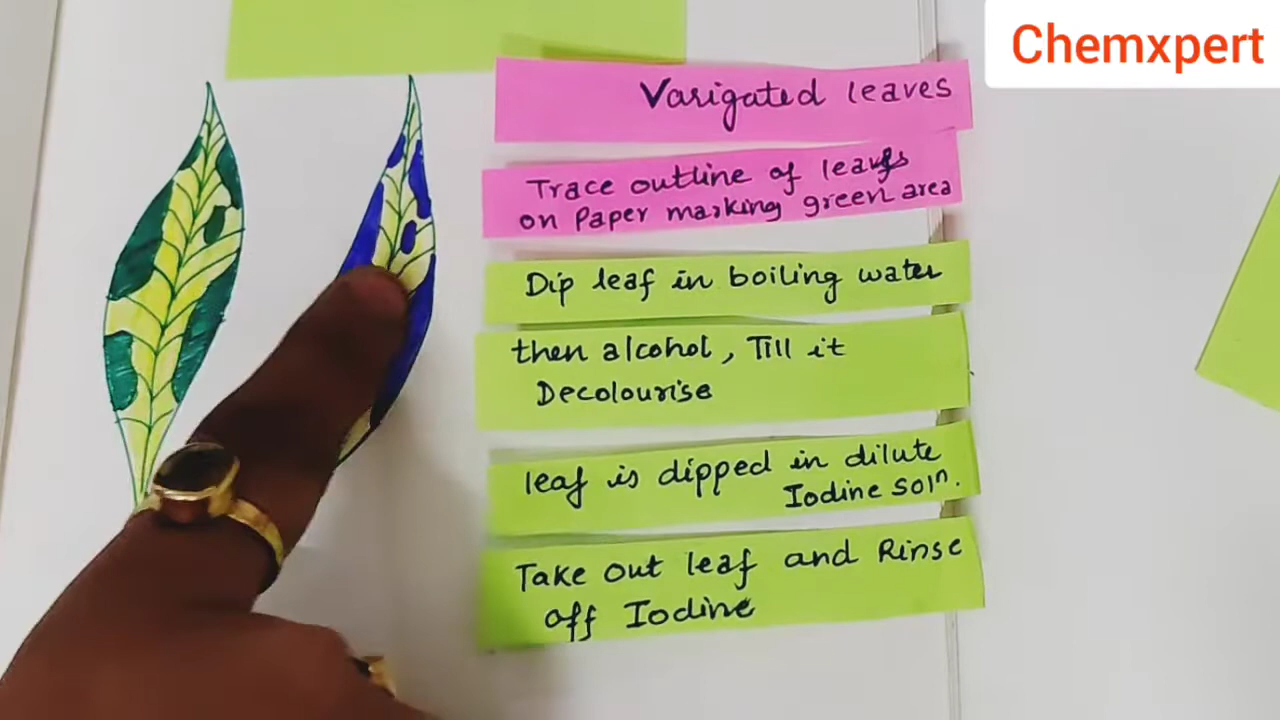 Chemxpert
Varigated leaves
Trace outline of leaves
on Paper marking green area
Dip leaf in boiling water
then alcohol, Till it
Decolourise
leaf is dipped in dilute
Iodine solⁿ.
Take out leaf and Rinse
off Iodine